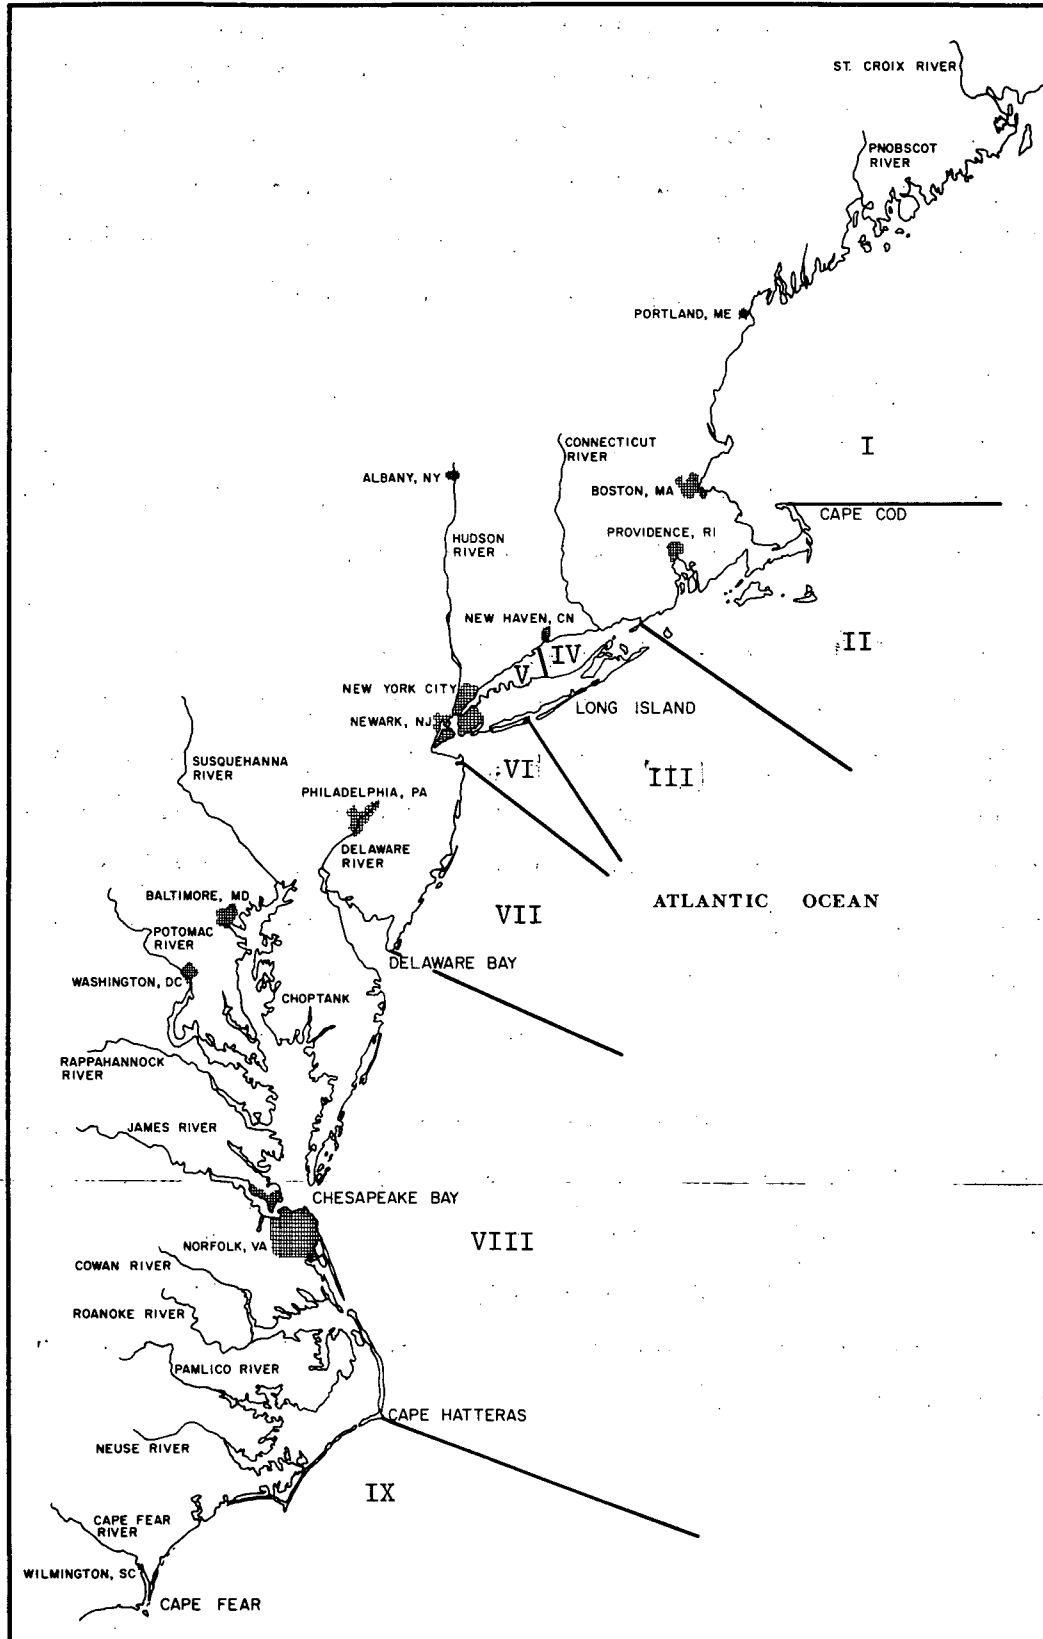 ST. CROIX RIVER
PNOBSCOT
RIVER
PORTLAND, ME
I
CONNECTICUT
RIVER
ALBANY, NY
BOSTON, MA
CAPE COD
PROVIDENCE, RI
HUDSON
RIVER
NEW HAVEN, CN
II
IV
V
NEW YORK CITY
LONG ISLAND
NEWARK, NJ
SUSQUEHANNA
RIVER
VI
III
PHILADELPHIA, PA
DELAWARE
RIVER
BALTIMORE, MD
ATLANTIC OCEAN
VII
POTOMAC
RIVER
DELAWARE BAY
WASHINGTON, DC
CHOPTANK
RAPPAHANNOCK
RIVER
JAMES RIVER
CHESAPEAKE BAY
VIII
NORFOLK, VA
COWAN RIVER
ROANOKE RIVER
PAMLICO RIVER
CAPE HATTERAS
NEUSE RIVER
IX
CAPE FEAR
RIVER
WILMINGTON, SC
CAPE FEAR